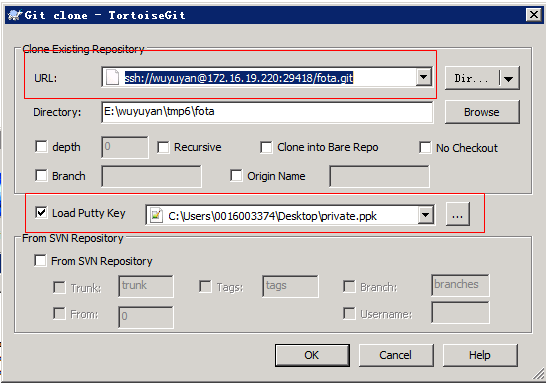 Git clone - TortoiseGit
Clone Existing Repository
URL: ssh://wuyuyan@172.16.19.220:29418/fota.git Dir...
Directory: E:\wuyuyan\tmp6\fota Browse
depth 0 Recursive Clone into Bare Repo No Checkout
Branch Origin Name
Load Putty Key C:\Users\0016003374\Desktop\private.ppk ...
From SVN Repository
From SVN Repository
Trunk: trunk Tags: tags Branch: branches
From: 0 Username:
OK Cancel Help